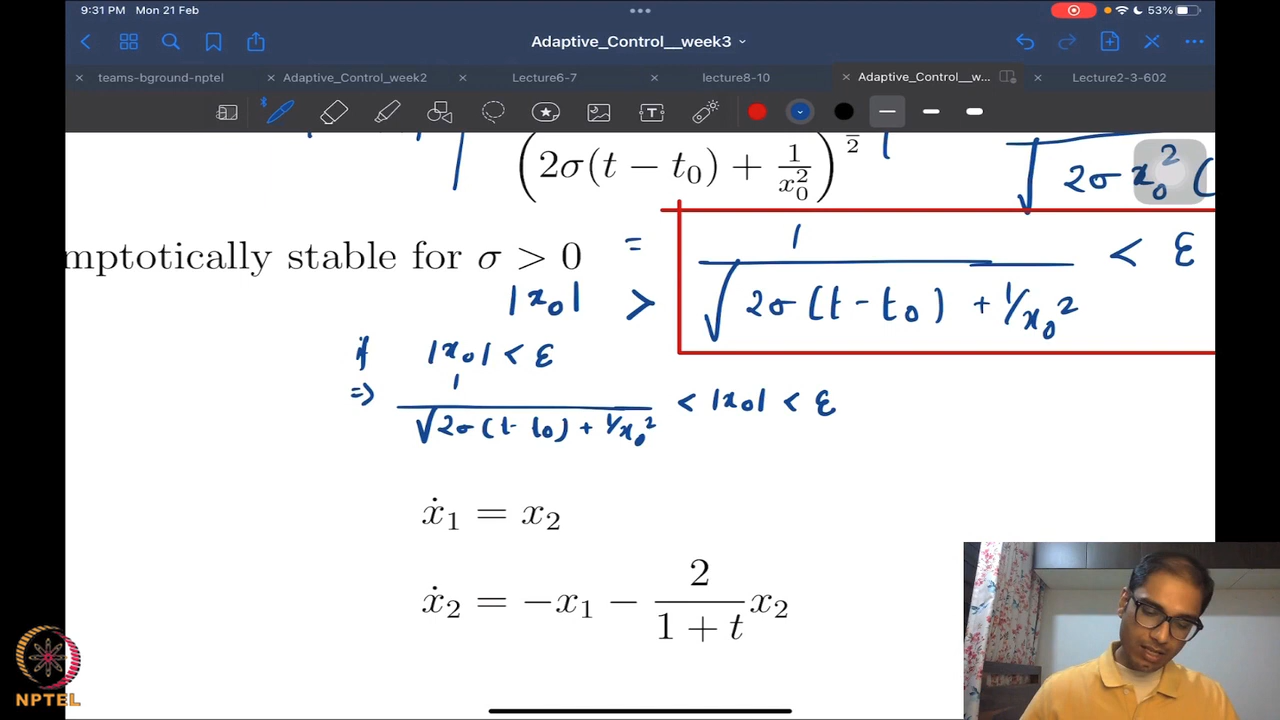 9:31 PM Mon 21 Feb
53%
Adaptive_Control__week3
teams-bground-nptel
Adaptive_Control_week2
Lecture6-7
lecture8-10
Adaptive_Control__w...
Lecture2-3-602
(2σ(t − t₀) + 1/x₀²)
√ 2σ x₀² (
mptotically stable for σ > 0
= 1/√(2σ(t - t₀) + 1/x₀²) < ε
|x₀| >
if |x₀| < ε
⇒ 1/√(2σ(t - t₀) + 1/x₀²) < |x₀| < ε
ẋ₁ = x₂
ẋ₂ = −x₁ − 2/(1 + t) x₂
NPTEL